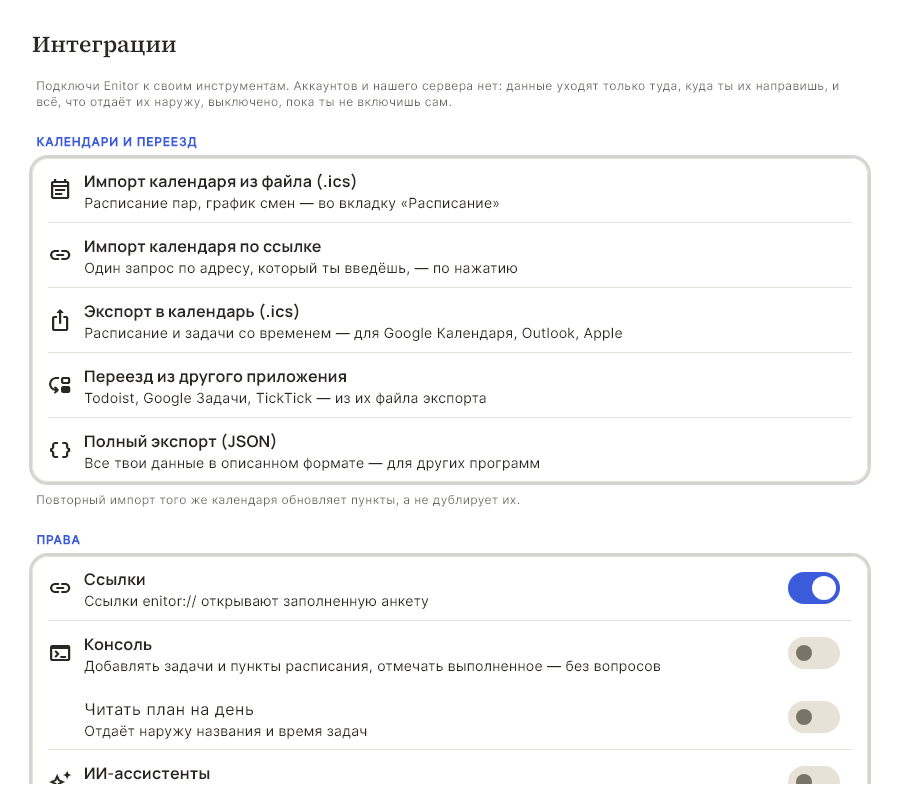 Интеграции
Подключи Enitor к своим инструментам. Аккаунтов и нашего сервера нет: данные уходят только туда, куда ты их направишь, и
всё, что отдаёт их наружу, выключено, пока ты не включишь сам.
КАЛЕНДАРИ И ПЕРЕЕЗД
Импорт календаря из файла (.ics)
Расписание пар, график смен — во вкладку «Расписание»
Импорт календаря по ссылке
Один запрос по адресу, который ты введёшь, — по нажатию
Экспорт в календарь (.ics)
Расписание и задачи со временем — для Google Календаря, Outlook, Apple
Переезд из другого приложения
Todoist, Google Задачи, TickTick — из их файла экспорта
Полный экспорт (JSON)
Все твои данные в описанном формате — для других программ
Повторный импорт того же календаря обновляет пункты, а не дублирует их.
ПРАВА
Ссылки
Ссылки enitor:// открывают заполненную анкету
Консоль
Добавлять задачи и пункты расписания, отмечать выполненное — без вопросов
Читать план на день
Отдаёт наружу названия и время задач
ИИ-ассистенты